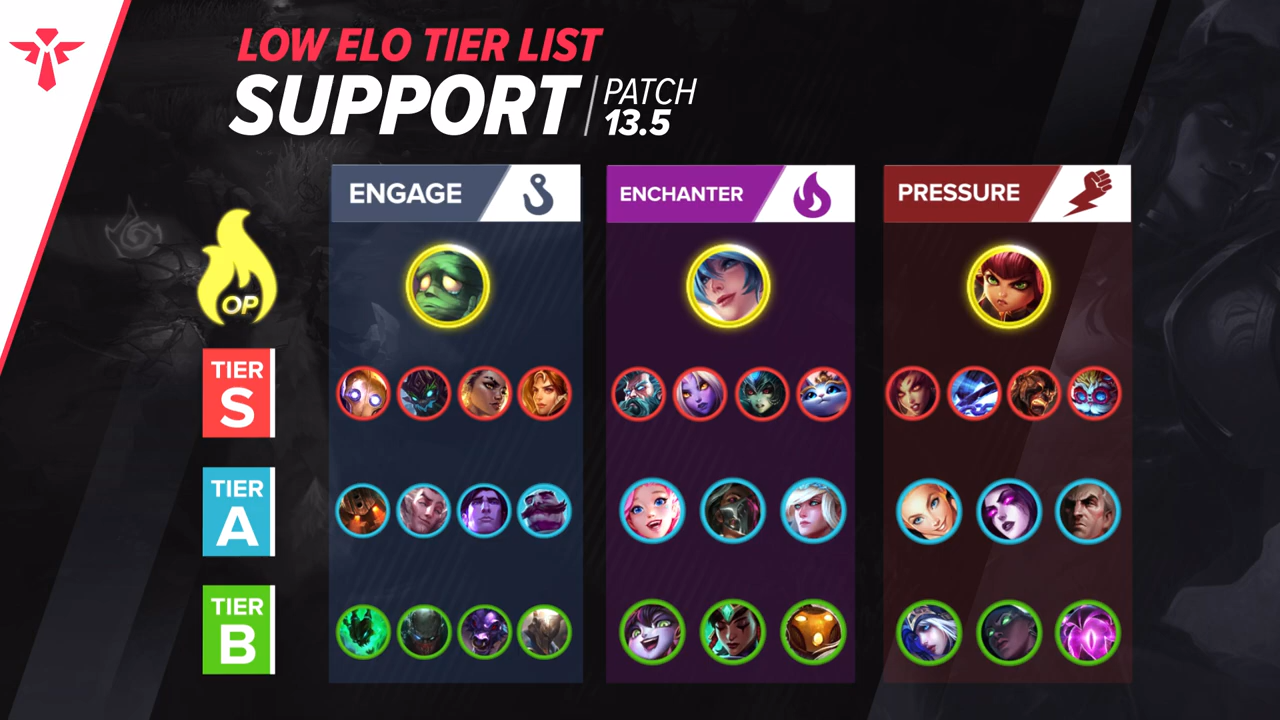 LOW ELO TIER LIST
SUPPORT
PATCH
13.5
ENGAGE
ENCHANTER
PRESSURE
OP
TIER
S
TIER
A
TIER
B